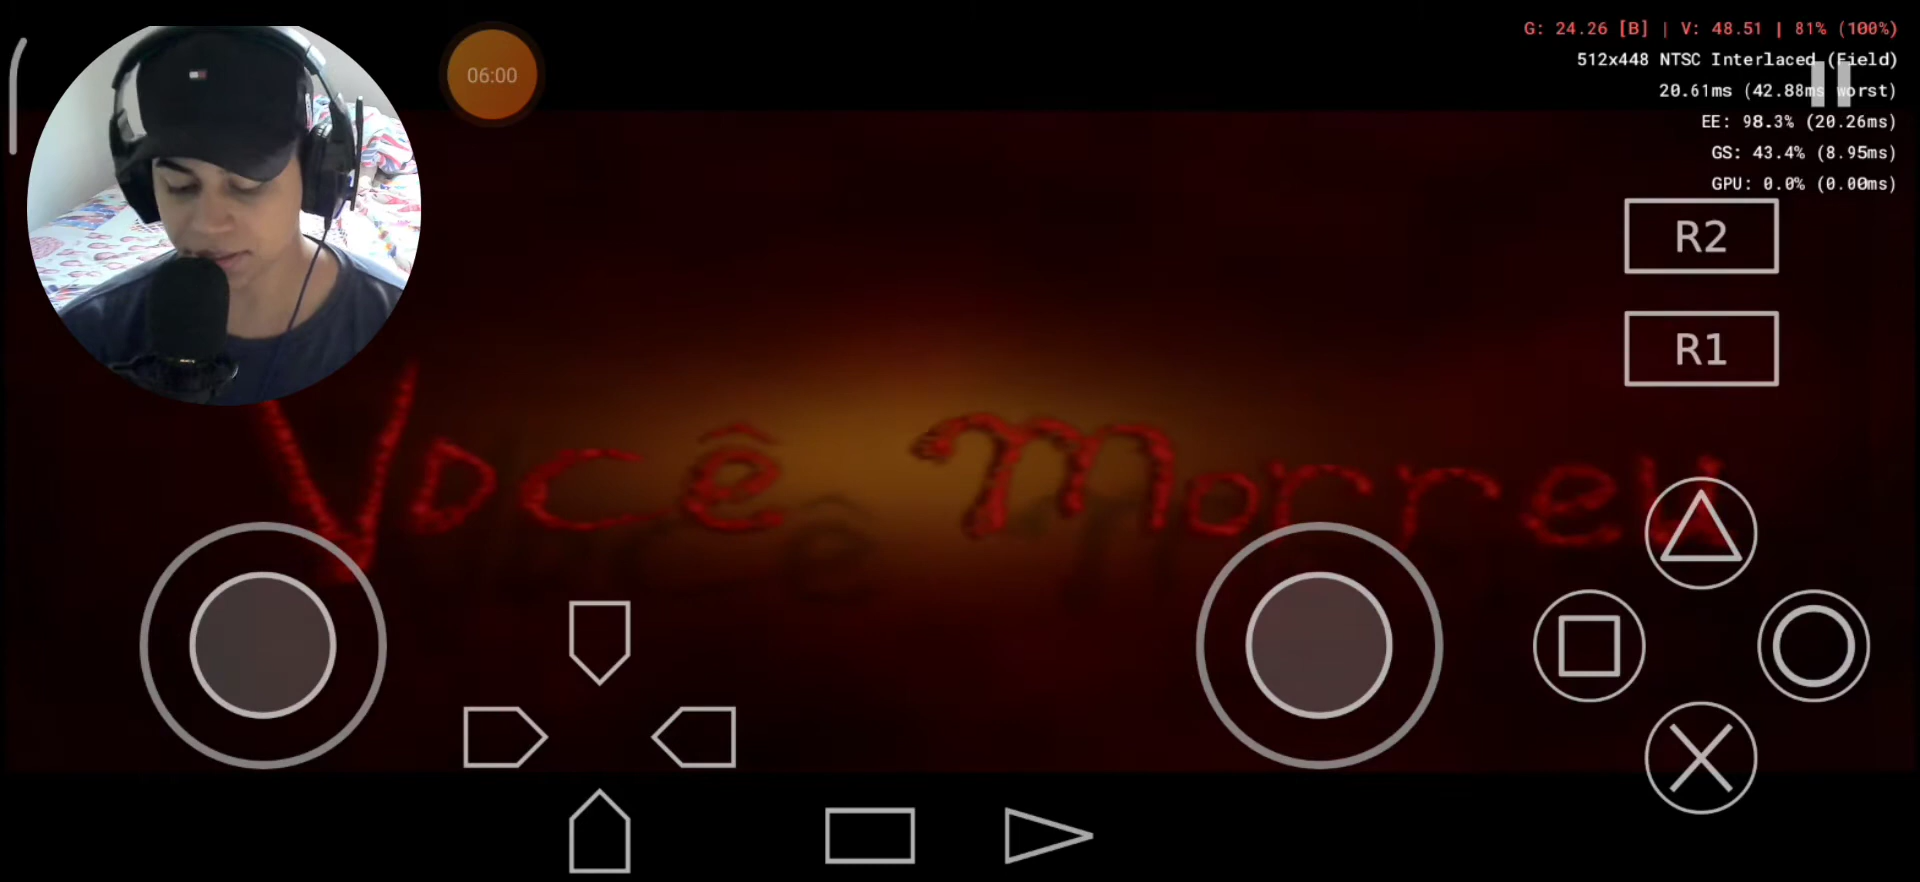 G: 24.26 [B] | V: 48.51 | 81% (100%)
512x448 NTSC Interlaced (Field)
20.61ms (42.88ms worst)
EE: 98.3% (20.26ms)
GS: 43.4% (8.95ms)
GPU: 0.0% (0.00ms)
06:00
R2
R1
Você Morreu